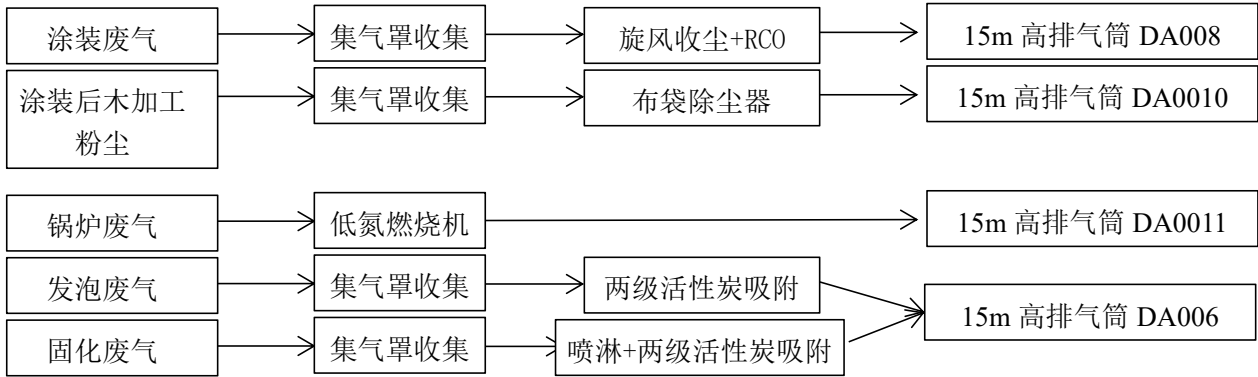 涂装废气
集气罩收集
旋风收尘+RCO
15m 高排气筒 DA008
涂装后木加工
粉尘
集气罩收集
布袋除尘器
15m 高排气筒 DA0010
锅炉废气
低氮燃烧机
15m 高排气筒 DA0011
发泡废气
集气罩收集
两级活性炭吸附
15m 高排气筒 DA006
固化废气
集气罩收集
喷淋+两级活性炭吸附